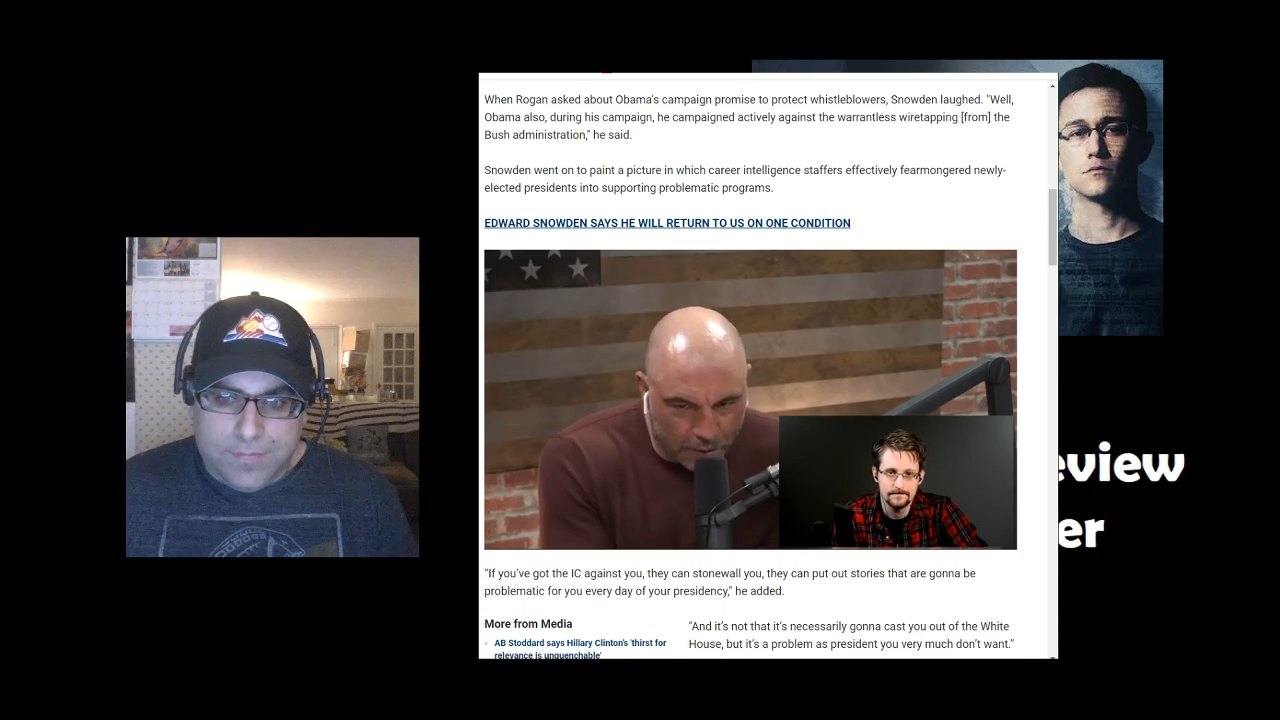 When Rogan asked about Obama's campaign promise to protect whistleblowers, Snowden laughed. "Well,
Obama also, during his campaign, he campaigned actively against the warrantless wiretapping [from] the
Bush administration," he said.
Snowden went on to paint a picture in which career intelligence staffers effectively fearmongered newly-
elected presidents into supporting problematic programs.
EDWARD SNOWDEN SAYS HE WILL RETURN TO US ON ONE CONDITION
"If you've got the IC against you, they can stonewall you, they can put out stories that are gonna be
problematic for you every day of your presidency," he added.
More from Media
AB Stoddard says Hillary Clinton's 'thirst for
relevance is unquenchable'
"And it's not that it's necessarily gonna cast you out of the White
House, but it's a problem as president you very much don't want."
eview
er